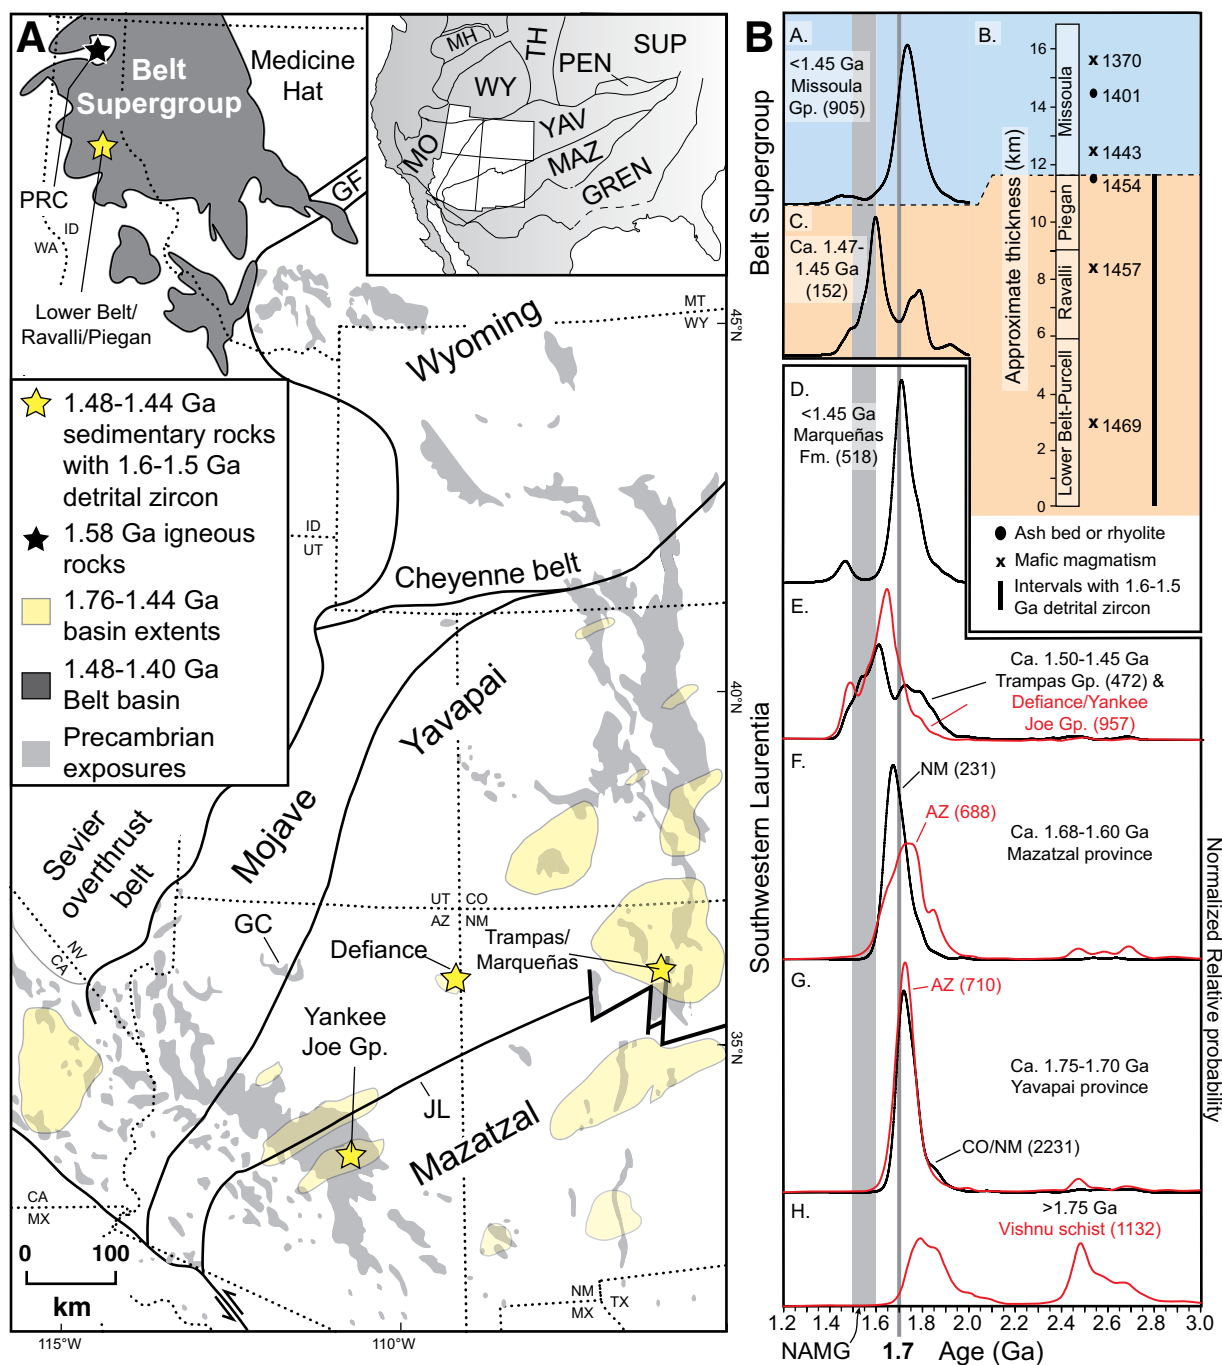 A
Belt
Supergroup
Medicine
Hat
PRC
ID
WA
GF
Lower Belt/
Ravalli/Piegan
MH
TH
SUP
PEN
WY
YAV
MO
MAZ
GREN
MT
WY
45°N
Wyoming
1.48-1.44 Ga
sedimentary rocks
with 1.6-1.5 Ga
detrital zircon
1.58 Ga igneous
rocks
1.76-1.44 Ga
basin extents
1.48-1.40 Ga
Belt basin
Precambrian
exposures
ID
UT
Cheyenne belt
Yavapai
40°N
Sevier
overthrust
belt
Mojave
UT
CO
AZ
NM
NV
CA
GC
Defiance
Trampas/
Marqueñas
Yankee
Joe Gp.
35°N
JL
Mazatzal
CA
MX
0
100
km
NM
MX
TX
115°W
110°W
B
Belt Supergroup
A.
<1.45 Ga
Missoula
Gp. (905)
B.
Approximate thickness (km)
16
14
12
10
8
6
4
2
0
Missoula
Piegan
Ravalli
Lower Belt-Purcell
x 1370
1401
x 1443
1454
x 1457
x 1469
C.
Ca. 1.47-
1.45 Ga
(152)
Ash bed or rhyolite
x Mafic magmatism
Intervals with 1.6-1.5
Ga detrital zircon
D.
<1.45 Ga
Marqueñas
Fm. (518)
Southwestern Laurentia
E.
Ca. 1.50-1.45 Ga
Trampas Gp. (472) &
Defiance/Yankee
Joe Gp. (957)
F.
NM (231)
AZ (688)
Ca. 1.68-1.60 Ga
Mazatzal province
Normalized Relative probability
G.
AZ (710)
Ca. 1.75-1.70 Ga
Yavapai province
CO/NM (2231)
H.
>1.75 Ga
Vishnu schist (1132)
1.2 1.4 1.6 1.8 2.0 2.2 2.4 2.6 2.8 3.0
NAMG 1.7 Age (Ga)